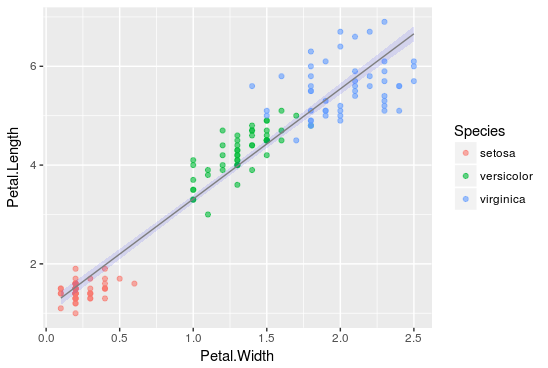 Petal.Length
6
4
2
0.0 0.5 1.0 1.5 2.0 2.5
Petal.Width
Species
setosa
versicolor
virginica